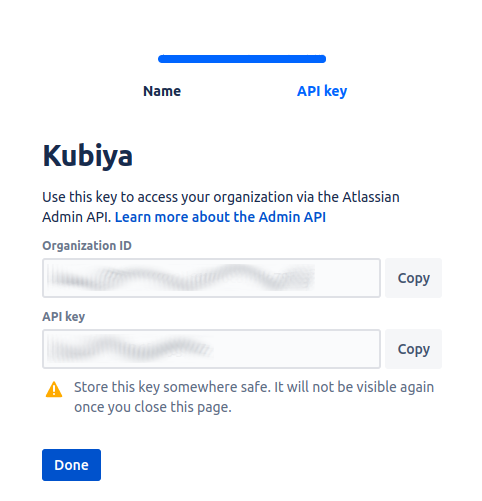 Name
API key
Kubiya
Use this key to access your organization via the Atlassian
Admin API. Learn more about the Admin API
Organization ID
Copy
API key
Copy
Store this key somewhere safe. It will not be visible again
once you close this page.
Done